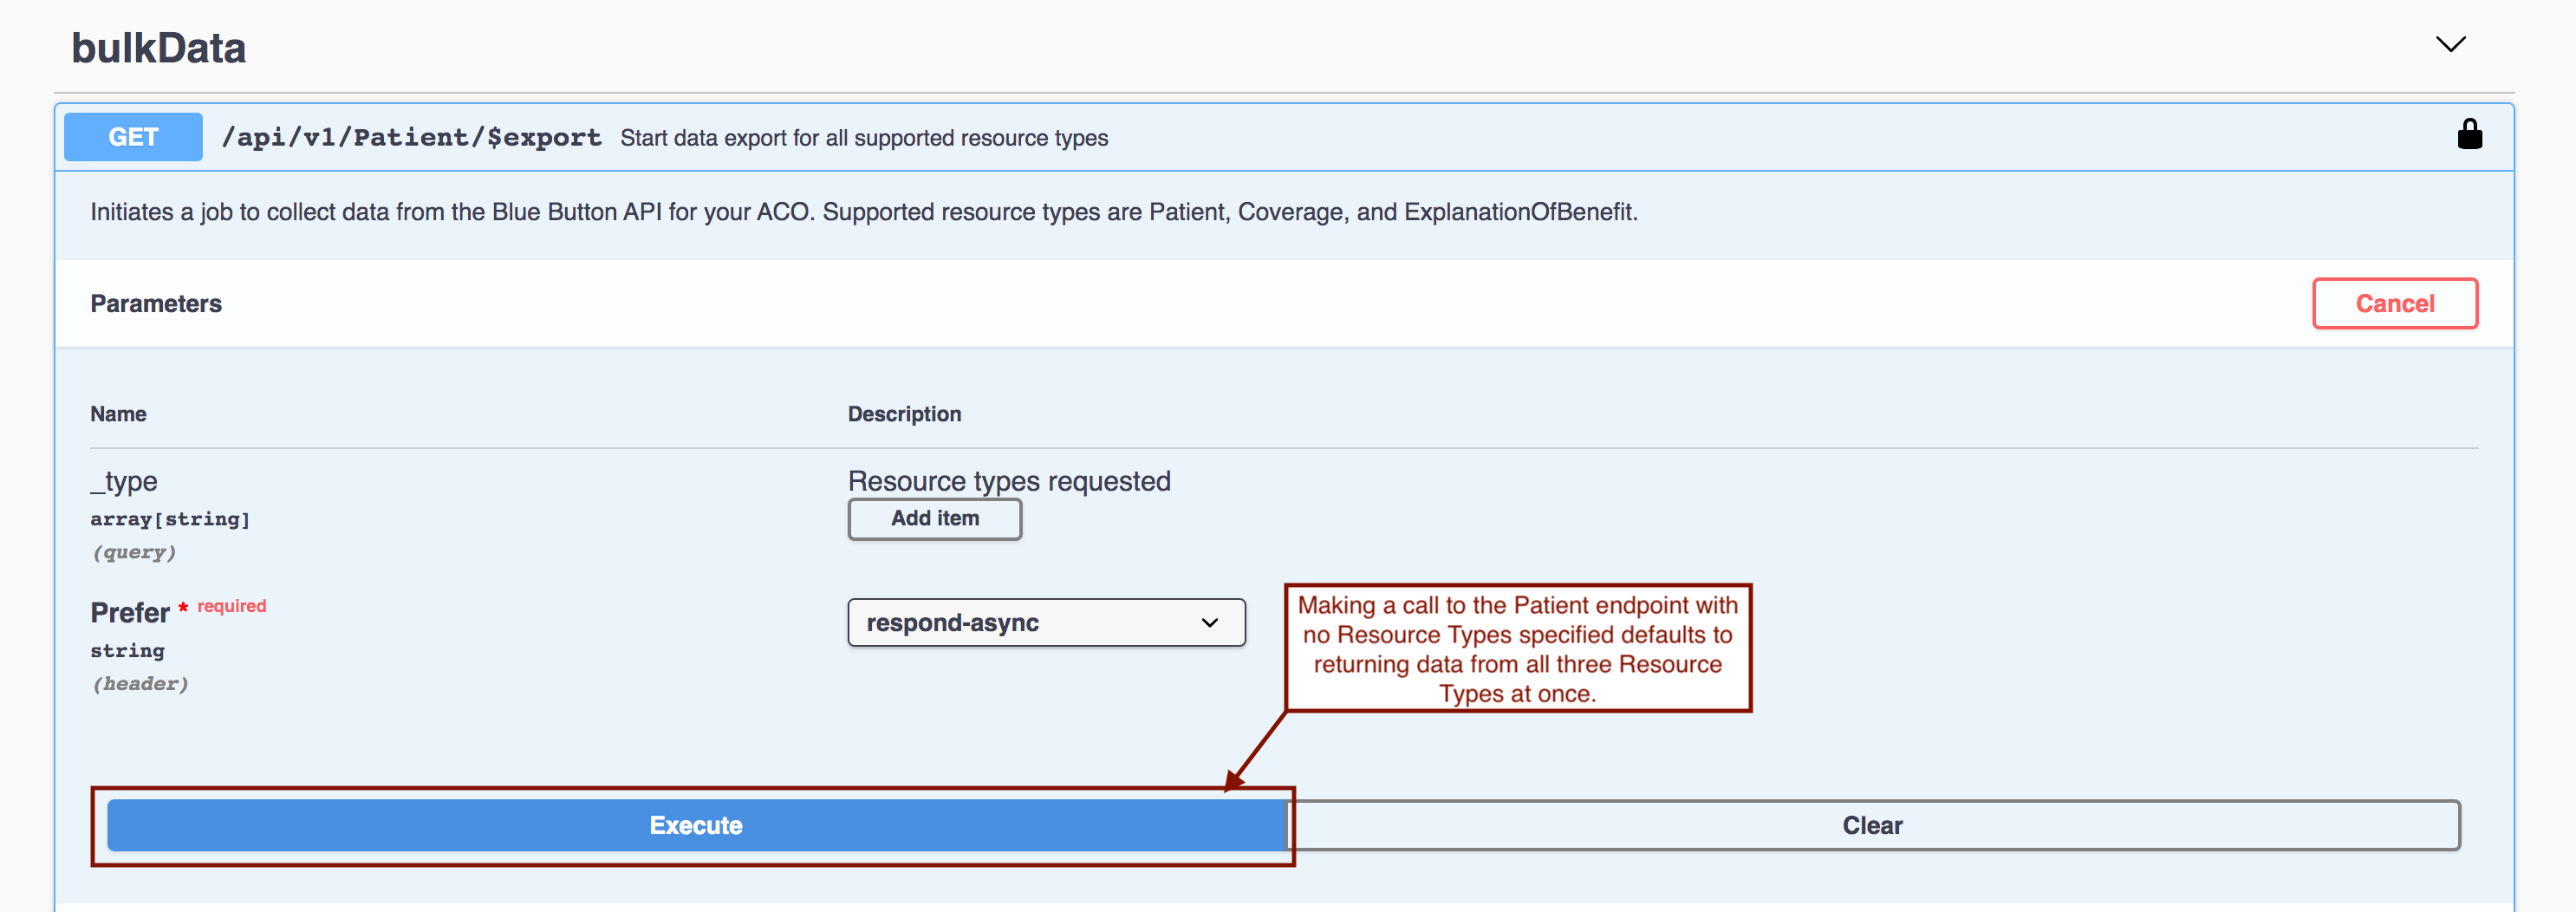 bulkData
GET /api/v1/Patient/$export Start data export for all supported resource types
Initiates a job to collect data from the Blue Button API for your ACO. Supported resource types are Patient, Coverage, and ExplanationOfBenefit.
Parameters Cancel
Name Description
_type Resource types requested
array[string] Add item
(query)
Prefer * required respond-async
string
(header)
Making a call to the Patient endpoint with
no Resource Types specified defaults to
returning data from all three Resource
Types at once.
Execute Clear